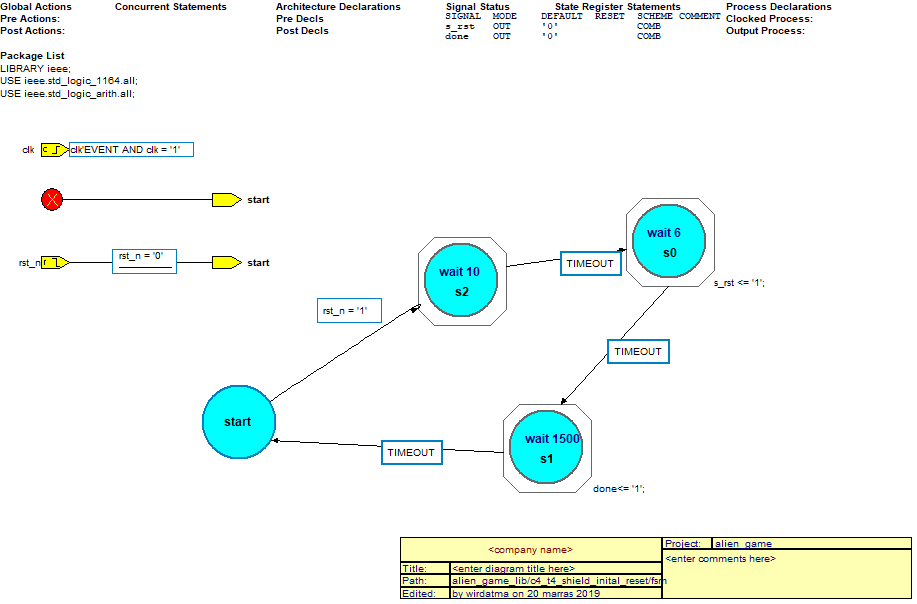 Global Actions
Pre Actions:
Post Actions:
Concurrent Statements
Architecture Declarations
Pre Decls
Post Decls
Signal Status
SIGNAL MODE DEFAULT RESET SCHEME COMMENT
s_rst OUT '0' COMB
done OUT '0' COMB
State Register Statements
Process Declarations
Clocked Process:
Output Process:
Package List
LIBRARY ieee;
USE ieee.std_logic_1164.all;
USE ieee.std_logic_arith.all;
clk c clk'EVENT AND clk = '1'
start
rst_n r rst_n = '0' start
wait 6
s0
s_rst <= '1';
TIMEOUT
wait 10
s2
rst_n = '1'
TIMEOUT
start
TIMEOUT
wait 1500
s1
done<= '1';
<company name>
Title: <enter diagram title here>
Path: alien_game_lib/c4_t4_shield_inital_reset/fsm
Edited: by wirdatma on 20 marras 2019
Project: alien_game
<enter comments here>